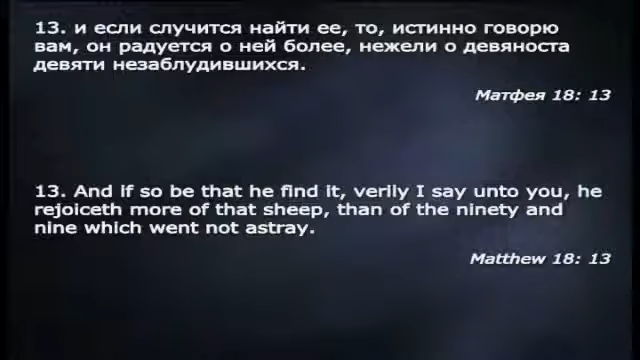 13. и если случится найти ее, то, истинно говорю
вам, он радуется о ней более, нежели о девяноста
девяти незаблудившихся.
Матфея 18: 13
13. And if so be that he find it, verily I say unto you, he
rejoiceth more of that sheep, than of the ninety and
nine which went not astray.
Matthew 18: 13